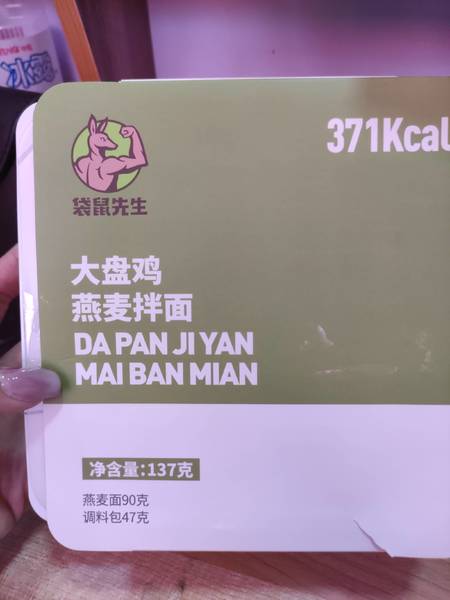 371Kcal
袋鼠先生
大盘鸡
燕麦拌面
DA PAN JI YAN
MAI BAN MIAN
净含量:137克
燕麦面90克
调料包47克